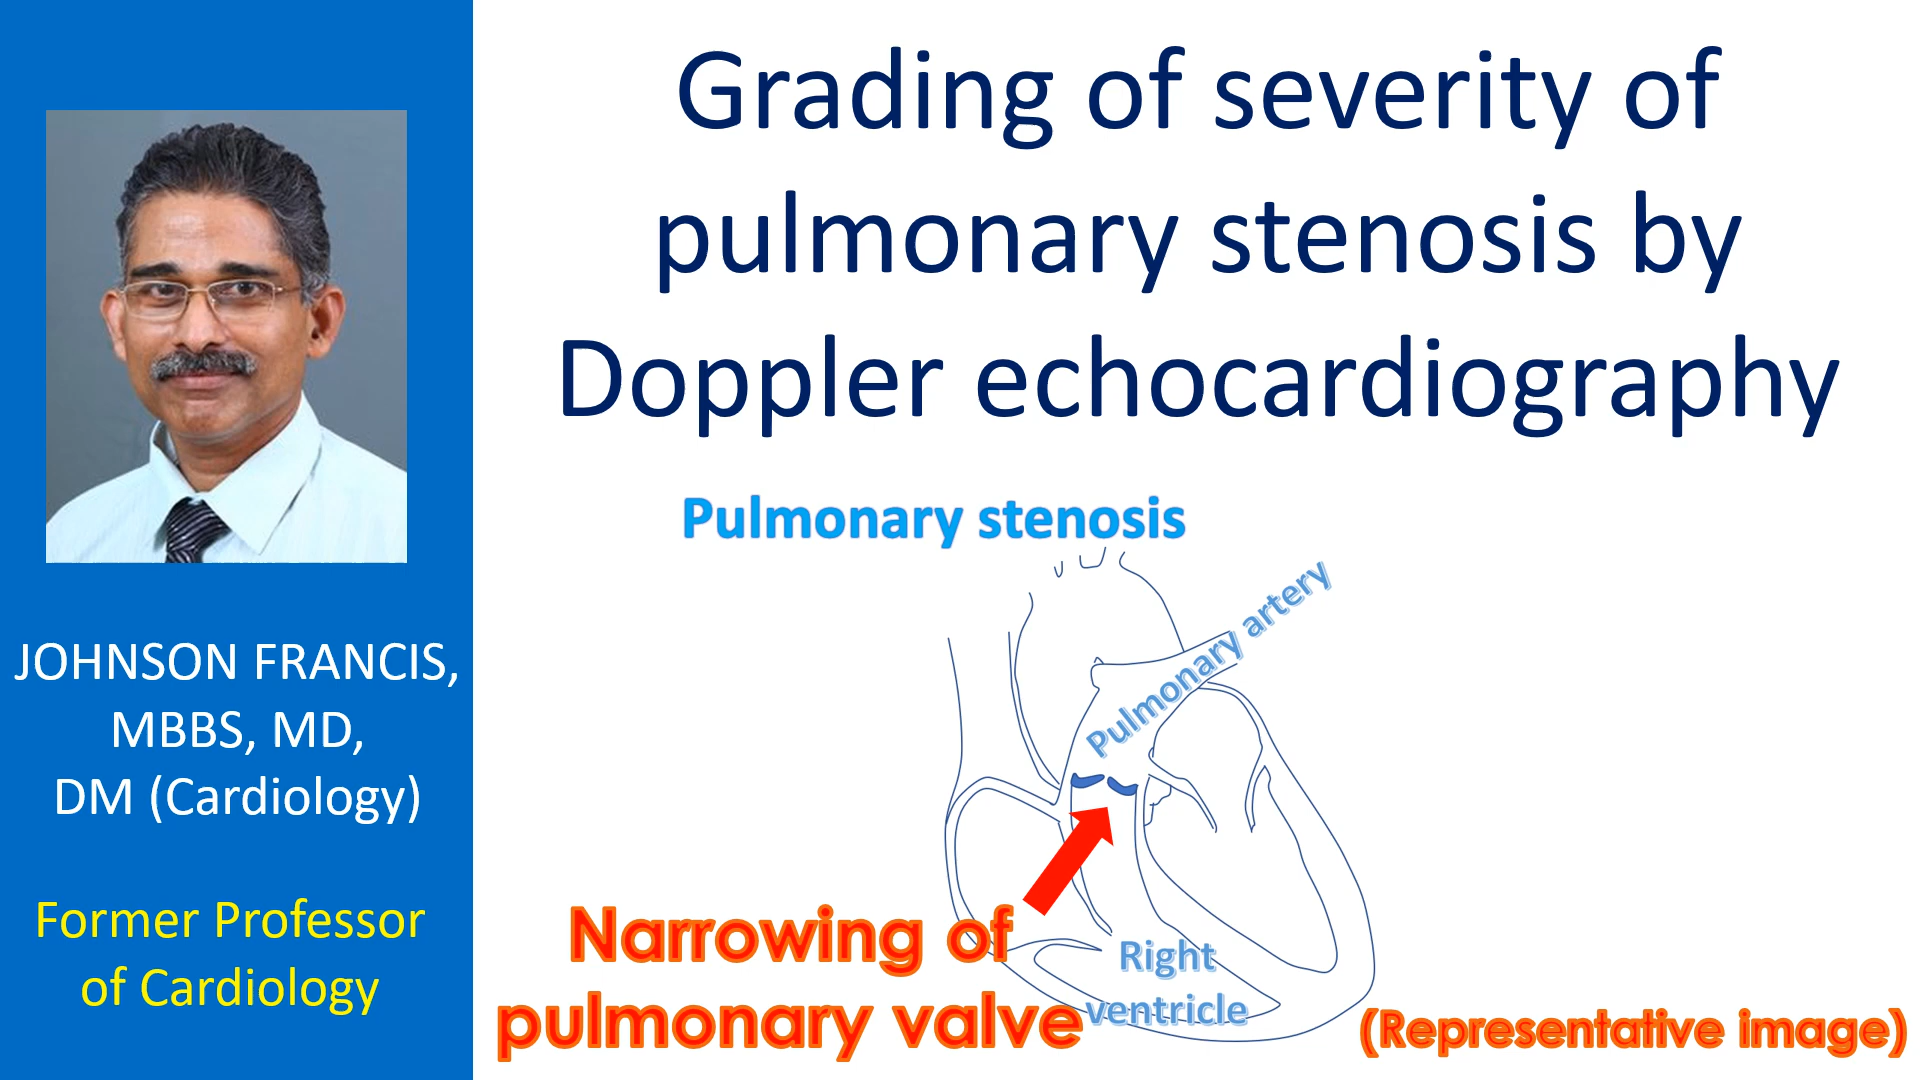 Grading of severity of
pulmonary stenosis by
Doppler echocardiography
JOHNSON FRANCIS,
MBBS, MD,
DM (Cardiology)
Former Professor
of Cardiology
Pulmonary stenosis
Pulmonary artery
Narrowing of
pulmonary valve
Right
ventricle
(Representative image)